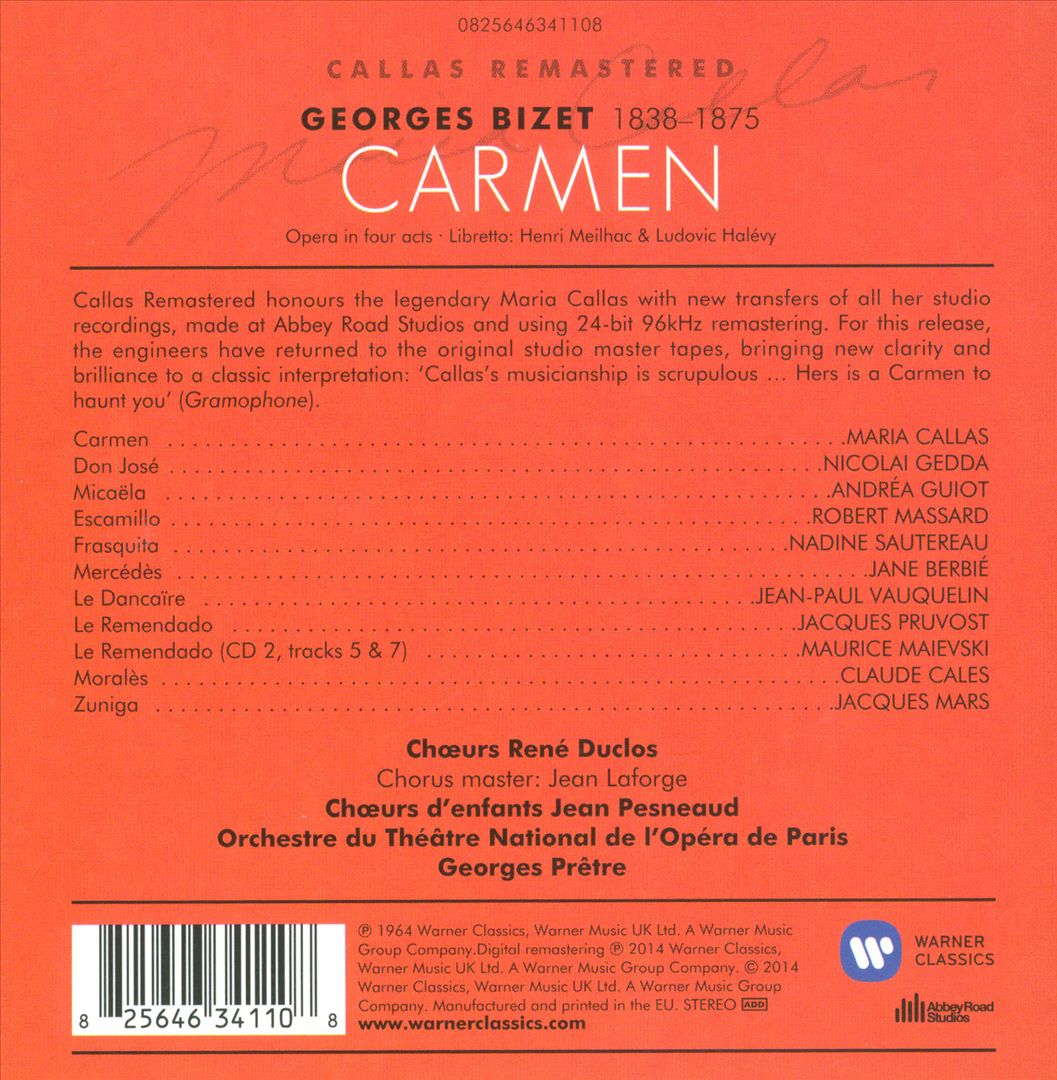 0825646341108
CALLAS REMASTERED
Maria Callas
GEORGES BIZET 1838–1875
CARMEN
Opera in four acts · Libretto: Henri Meilhac & Ludovic Halévy
Callas Remastered honours the legendary Maria Callas with new transfers of all her studio
recordings, made at Abbey Road Studios and using 24-bit 96kHz remastering. For this release,
the engineers have returned to the original studio master tapes, bringing new clarity and
brilliance to a classic interpretation: ‘Callas’s musicianship is scrupulous … Hers is a Carmen to
haunt you’ (Gramophone).
Carmen ..... MARIA CALLAS
Don José ..... NICOLAI GEDDA
Micaëla ..... ANDRÉA GUIOT
Escamillo ..... ROBERT MASSARD
Frasquita ..... NADINE SAUTEREAU
Mercédès ..... JANE BERBIÉ
Le Dancaïre ..... JEAN-PAUL VAUQUELIN
Le Remendado ..... JACQUES PRUVOST
Le Remendado (CD 2, tracks 5 & 7) ..... MAURICE MAIEVSKI
Moralès ..... CLAUDE CALES
Zuniga ..... JACQUES MARS
Chœurs René Duclos
Chorus master: Jean Laforge
Chœurs d’enfants Jean Pesneaud
Orchestre du Théâtre National de l’Opéra de Paris
Georges Prêtre
8 25646 34110 8
℗ 1964 Warner Classics, Warner Music UK Ltd. A Warner Music
Group Company.Digital remastering ℗ 2014 Warner Classics,
Warner Music UK Ltd. A Warner Music Group Company. © 2014
Warner Classics, Warner Music UK Ltd. A Warner Music Group
Company. Manufactured and printed in the EU. STEREO ADD
www.warnerclassics.com
WARNER
CLASSICS
AbbeyRoad
Studios